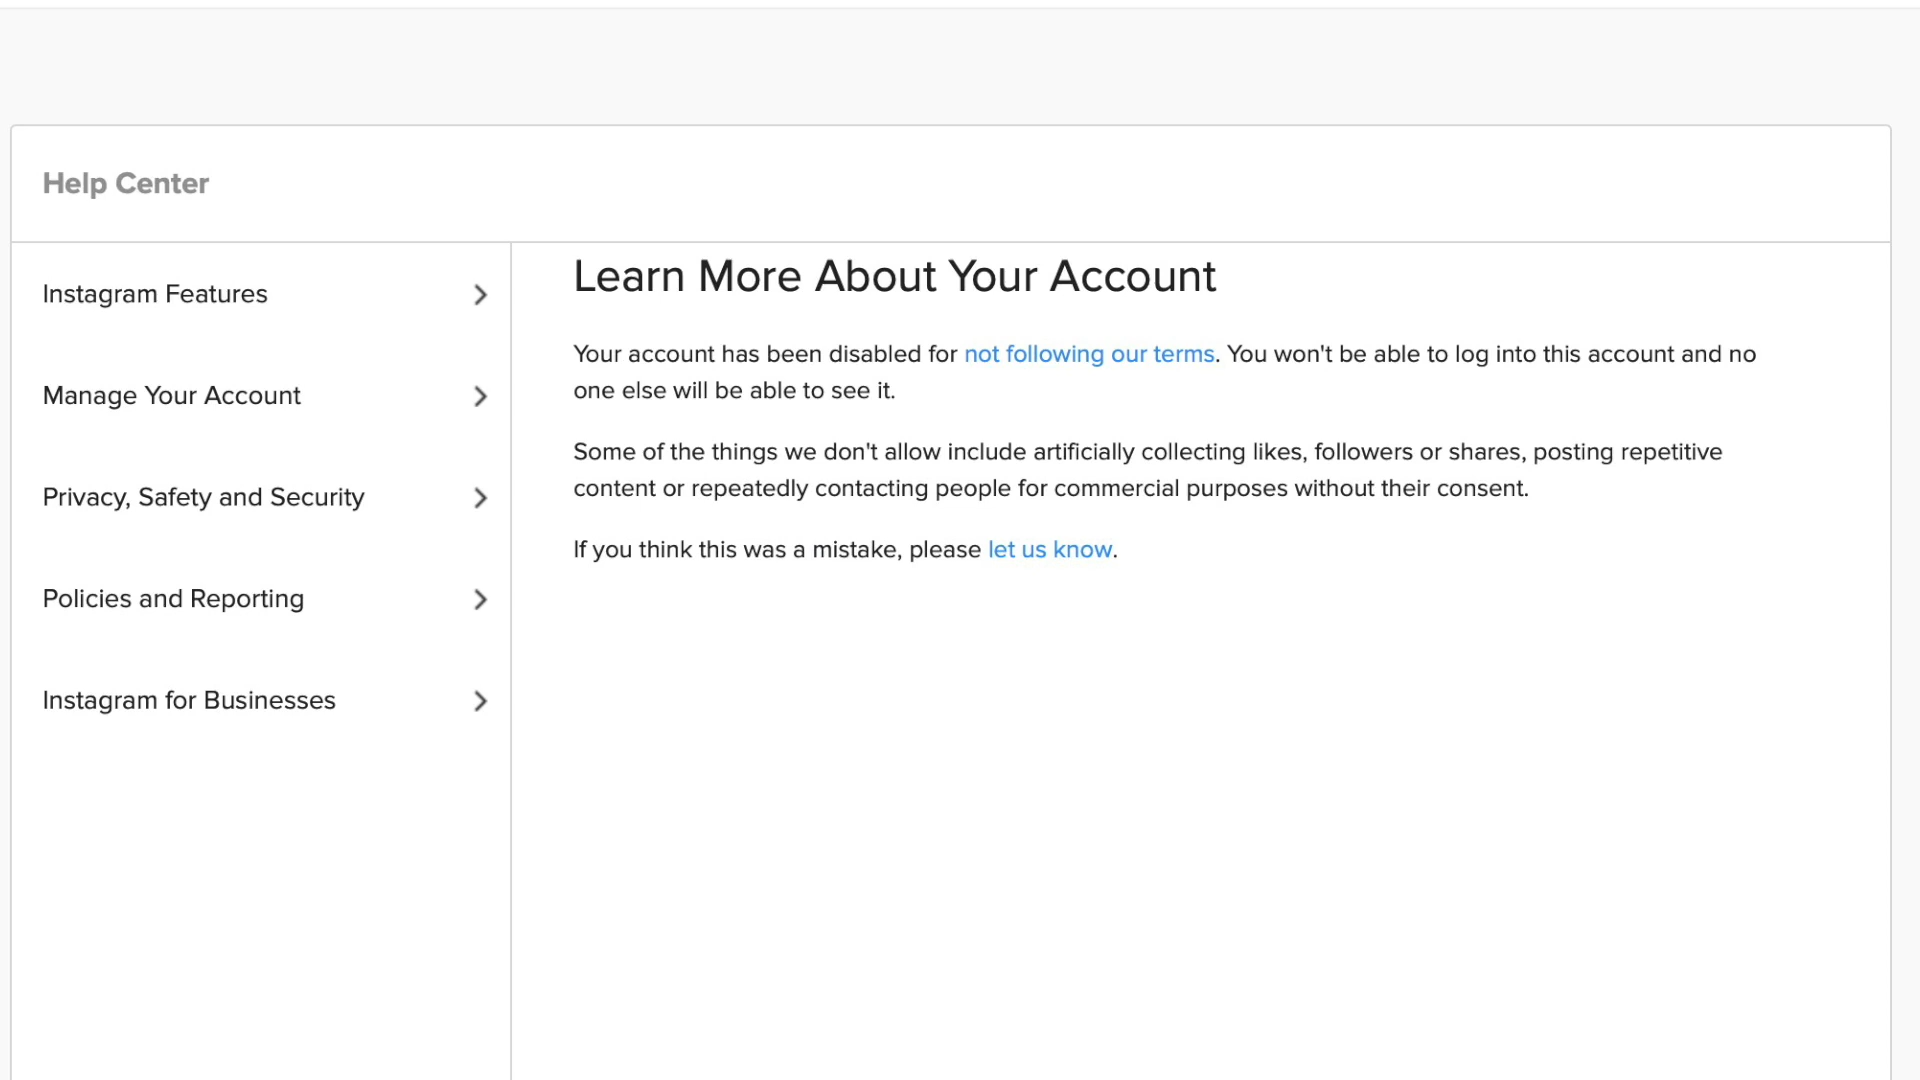 Help Center
Instagram Features
Manage Your Account
Privacy, Safety and Security
Policies and Reporting
Instagram for Businesses
Learn More About Your Account
Your account has been disabled for not following our terms. You won't be able to log into this account and no
one else will be able to see it.
Some of the things we don't allow include artificially collecting likes, followers or shares, posting repetitive
content or repeatedly contacting people for commercial purposes without their consent.
If you think this was a mistake, please let us know.